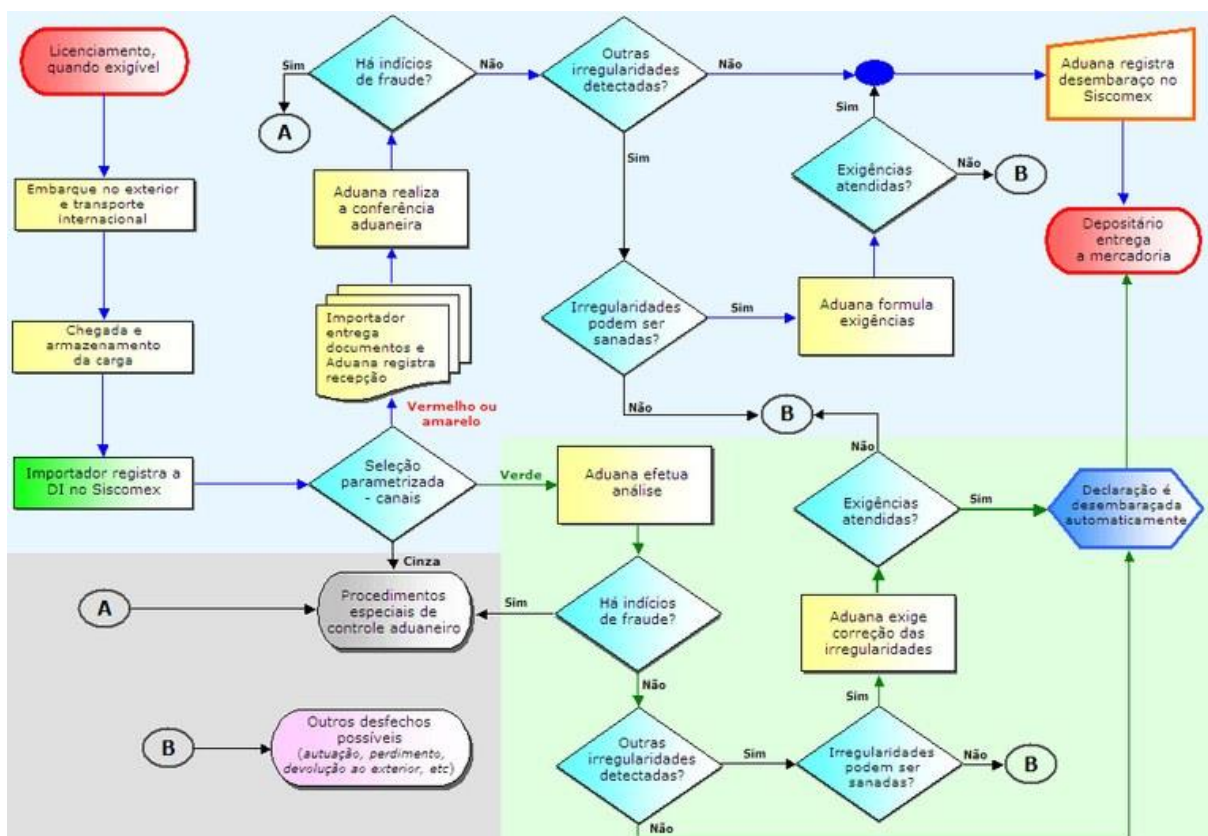 Licenciamento,
quando exigível
Sim
Há indícios
de fraude?
Não
Outras
irregularidades
detectadas?
Não
Aduana registra
desembaraço no
Siscomex
A
Sim
Sim
Exigências
atendidas?
Não
B
Embarque no exterior
e transporte
internacional
Aduana realiza
a conferência
aduaneira
Depositário
entrega
a mercadoria
Chegada e
armazenamento
da carga
Importador
entrega
documentos e
Aduana registra
recepção
Irregularidades
podem ser
sanadas?
Sim
Aduana formula
exigências
Vermelho ou
amarelo
Não
B
Importador registra a
DI no Siscomex
Seleção
parametrizada
- canais
Verde
Aduana efetua
análise
Não
Exigências
atendidas?
Sim
Declaração é
desembaraçada
automaticamente
Cinza
A
Procedimentos
especiais de
controle aduaneiro
Sim
Há indícios
de fraude?
Aduana exige
correção das
irregularidades
Não
Sim
B
Outros desfechos
possíveis
(autuação, perdimento,
devolução ao exterior, etc)
Outras
irregularidades
detectadas?
Sim
Irregularidades
podem ser
sanadas?
Não
B
Não